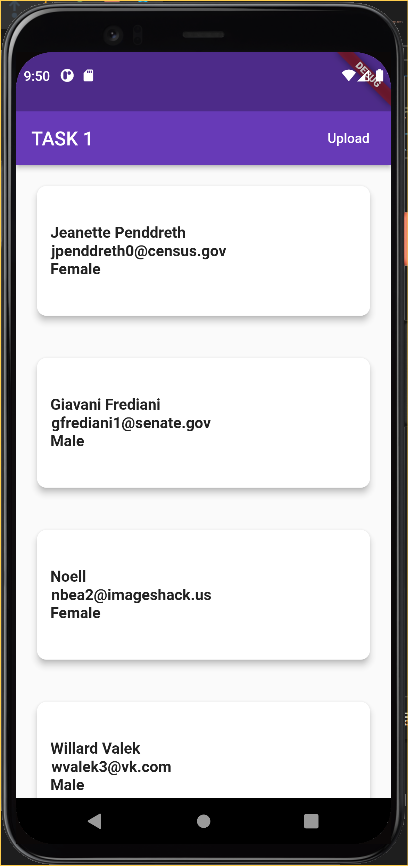 9:50
DEBUG
TASK 1
Upload
Jeanette Penddreth
jpenddreth0@census.gov
Female
Giavani Frediani
gfrediani1@senate.gov
Male
Noell
nbea2@imageshack.us
Female
Willard Valek
wvalek3@vk.com
Male